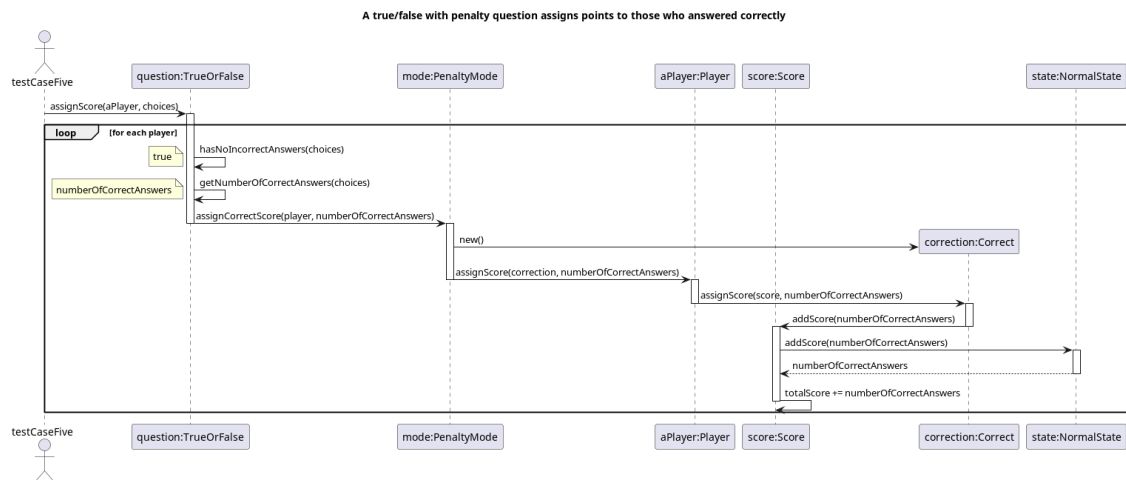 A true/false with penalty question assigns points to those who answered correctly
testCaseFive
question:TrueOrFalse
mode:PenaltyMode
aPlayer:Player
score:Score
state:NormalState
assignScore(aPlayer, choices)
loop [for each player]
true
hasNoIncorrectAnswers(choices)
numberOfCorrectAnswers
getNumberOfCorrectAnswers(choices)
assignCorrectScore(player, numberOfCorrectAnswers)
new()
correction:Correct
assignScore(correction, numberOfCorrectAnswers)
assignScore(score, numberOfCorrectAnswers)
addScore(numberOfCorrectAnswers)
addScore(numberOfCorrectAnswers)
numberOfCorrectAnswers
totalScore += numberOfCorrectAnswers
testCaseFive
question:TrueOrFalse
mode:PenaltyMode
aPlayer:Player
score:Score
correction:Correct
state:NormalState